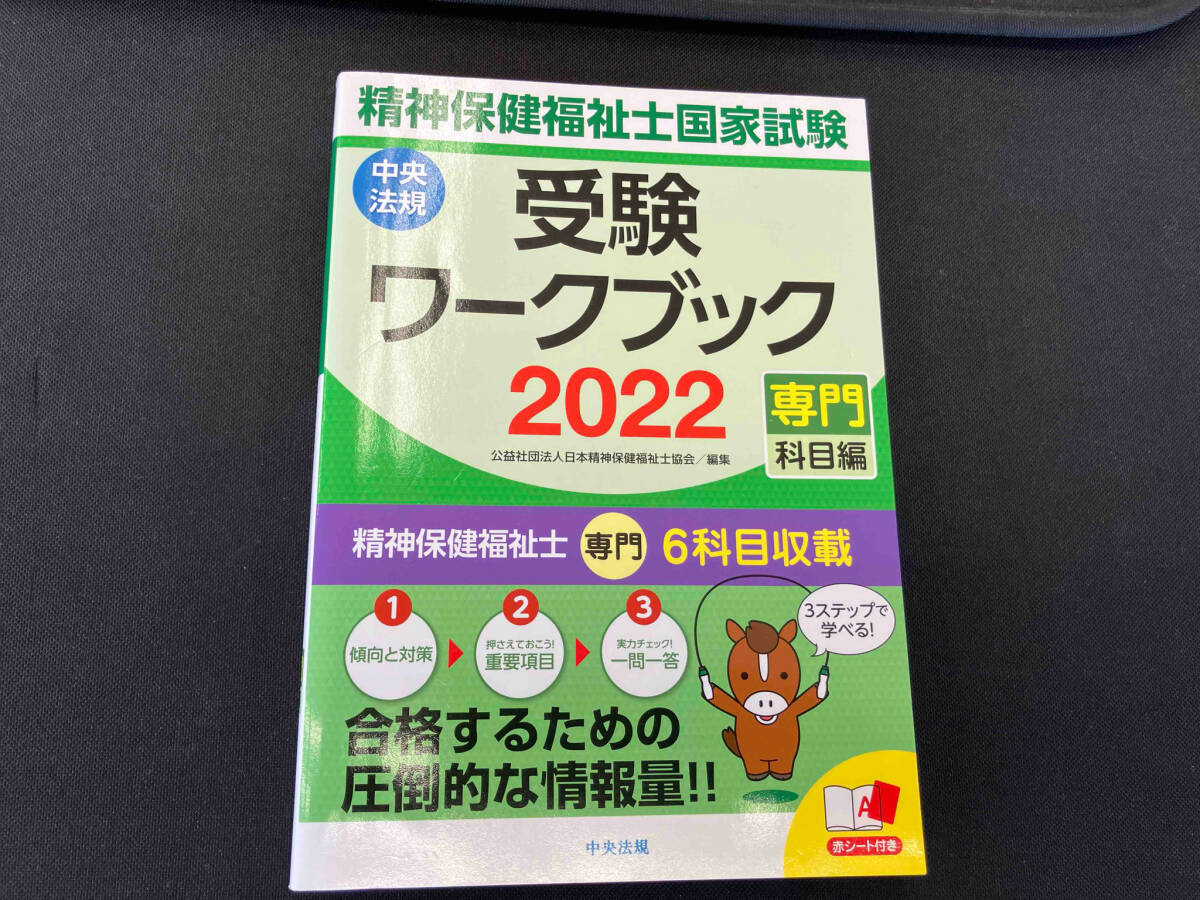 精神保健福祉士国家試験
中央
法規
受験
ワークブック
2022
専門
科目編
公益社団法人日本精神保健福祉士協会／編集
精神保健福祉士 専門 6科目収載
1
傾向と対策
2
押さえておこう!
重要項目
3
実力チェック!
一問一答
3ステップで
学べる!
合格するための
圧倒的な情報量!!
A
赤シート付き
中央法規